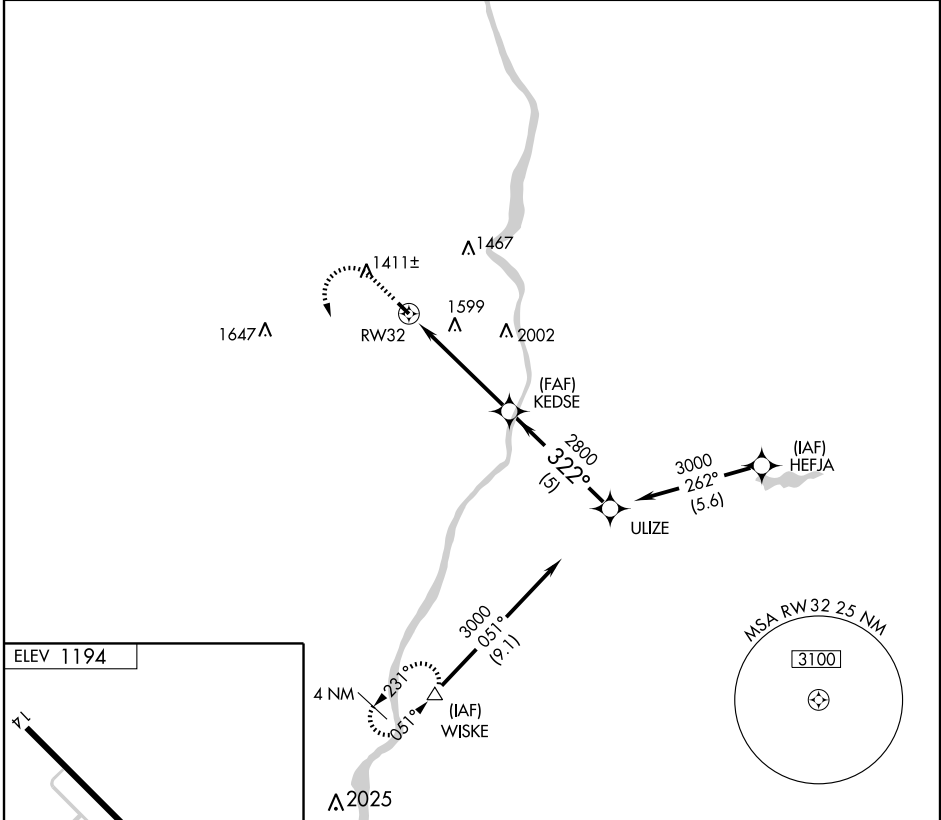 1467
1411±
1599
1647
RW32
2002
(FAF)
KEDSE
2800
322°
(5)
(IAF)
HEFJA
3000
262°
(5.6)
ULIZE
3000
051°
(9.1)
MSA RW32 25 NM
3100
ELEV 1194
4 NM
231°
051°
(IAF)
WISKE
14
2025